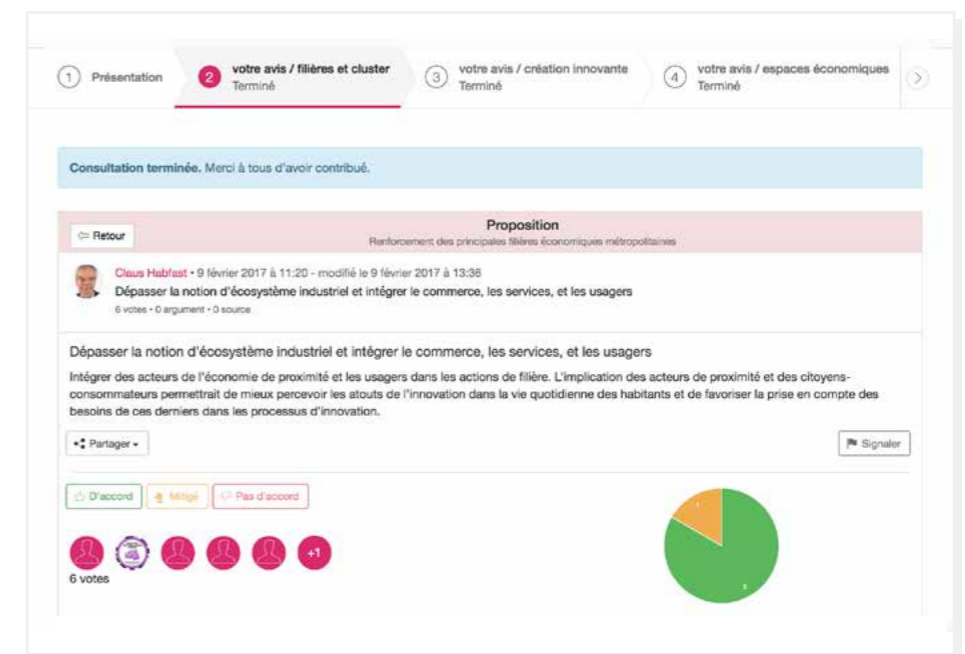 1 Présentation
2 votre avis / filières et cluster
Terminé
3 votre avis / création innovante
Terminé
4 votre avis / espaces économiques
Terminé
Consultation terminée. Merci à tous d'avoir contribué.
Retour
Proposition
Renforcement des principales filières économiques métropolitaines
Claus Habfast • 9 février 2017 à 11:20 - modifié le 9 février 2017 à 13:36
Dépasser la notion d'écosystème industriel et intégrer le commerce, les services, et les usagers
6 votes • 0 argument • 0 source
Dépasser la notion d'écosystème industriel et intégrer le commerce, les services, et les usagers
Intégrer des acteurs de l'économie de proximité et les usagers dans les actions de filière. L'implication des acteurs de proximité et des citoyens-
consommateurs permettrait de mieux percevoir les atouts de l'innovation dans la vie quotidienne des habitants et de favoriser la prise en compte des
besoins de ces derniers dans les processus d'innovation.
Partager
Signaler
D'accord
Mitigé
Pas d'accord
+1
6 votes
1
5